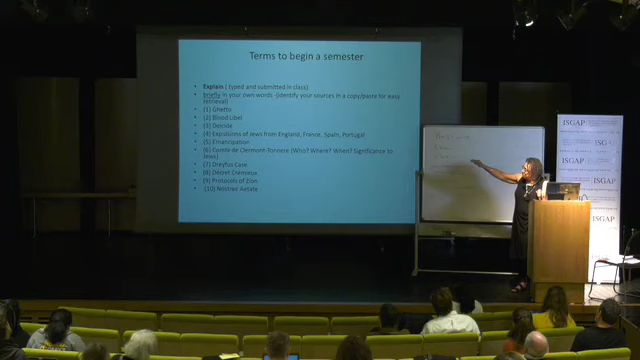 Terms to begin a semester
• Explain ( typed and submitted in class)
• briefly in your own words -(identify your sources in a copy/paste for easy
retrieval)
• (1) Ghetto
• (2) Blood Libel
• (3) Deicide
• (4) Expulsions of Jews from England, France, Spain, Portugal
• (5) Emancipation
• (6) Comte de Clermont-Tonnere (Who? Where? When? Significance to
Jews)
• (7) Dreyfus Case
• (8) Décret Crémieux
• (9) Protocols of Zion
• (10) Nostrae Aetate
ISGAP
ISG
ISGAP
ISGAP